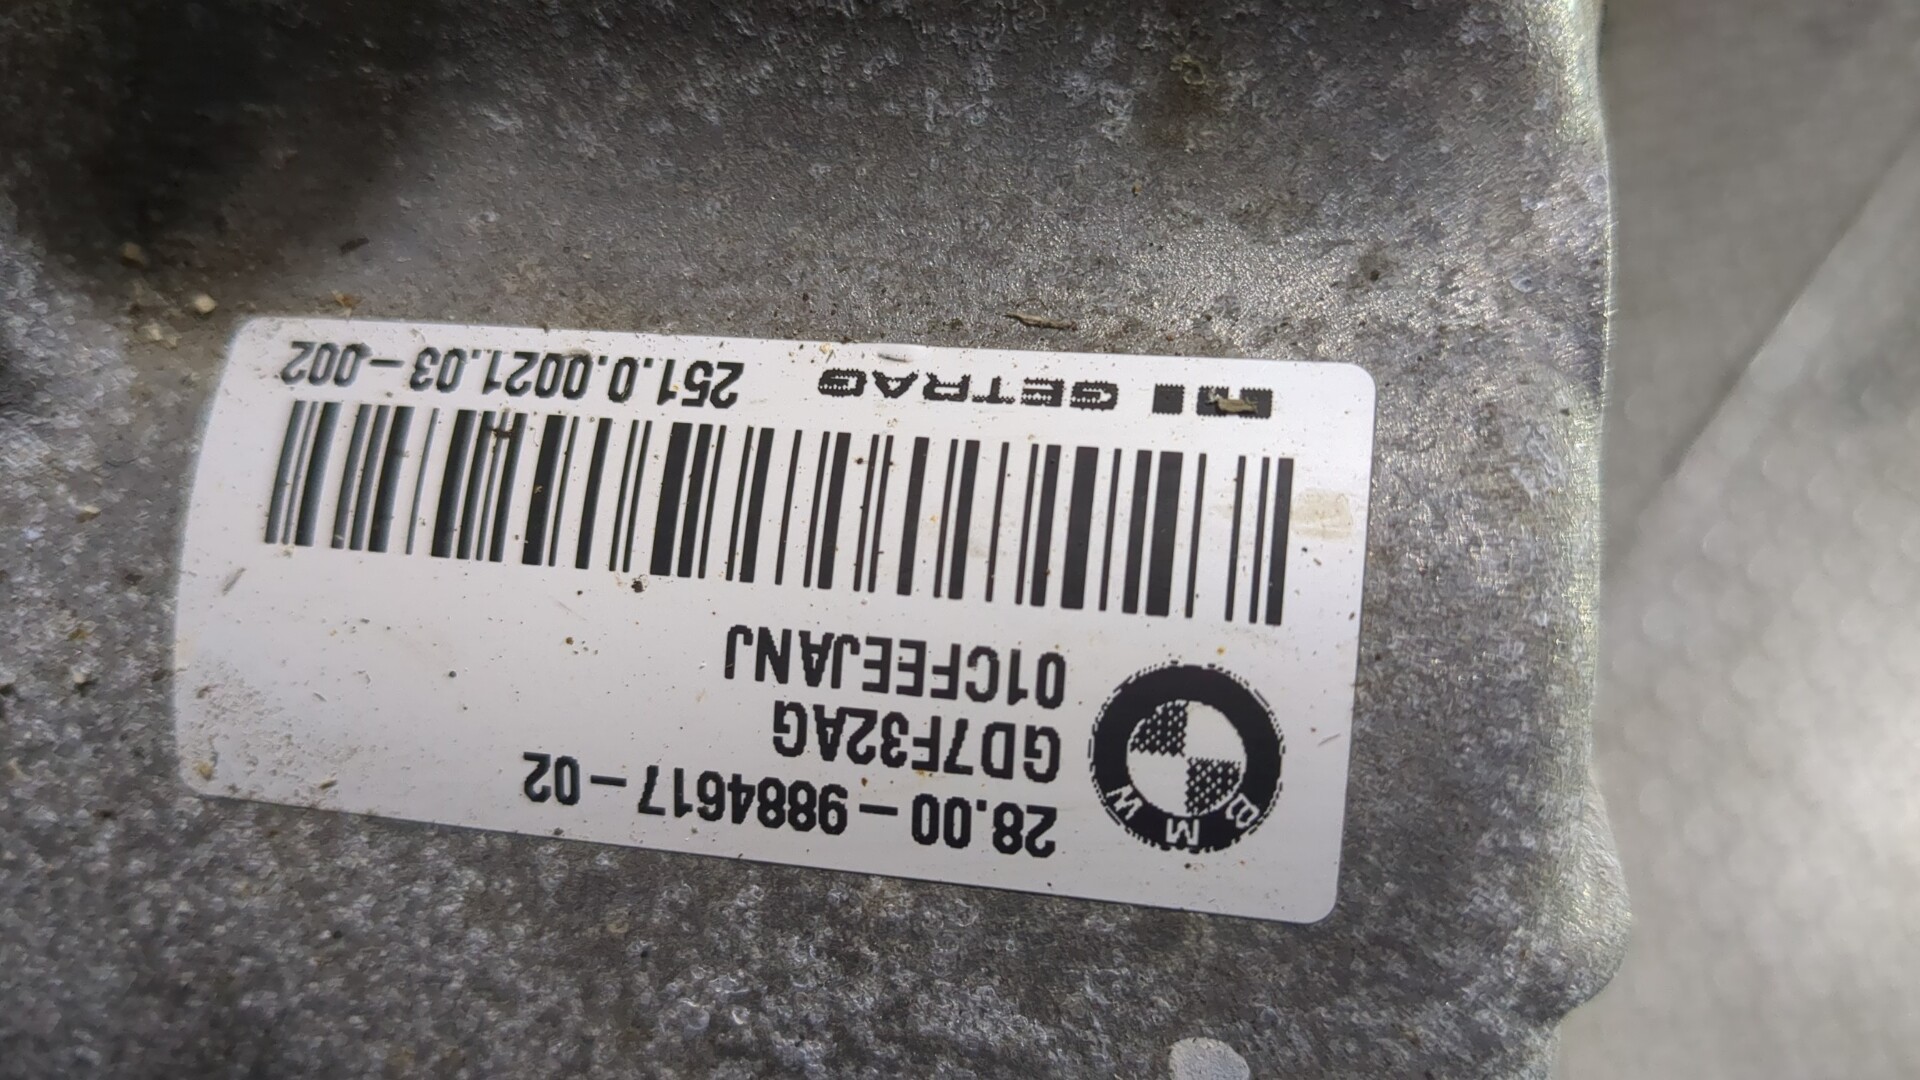 BMW
28.00-9884617-02
GD7F32AG
01CFEEJANJ
GETRAG 251.0.0021.03-002